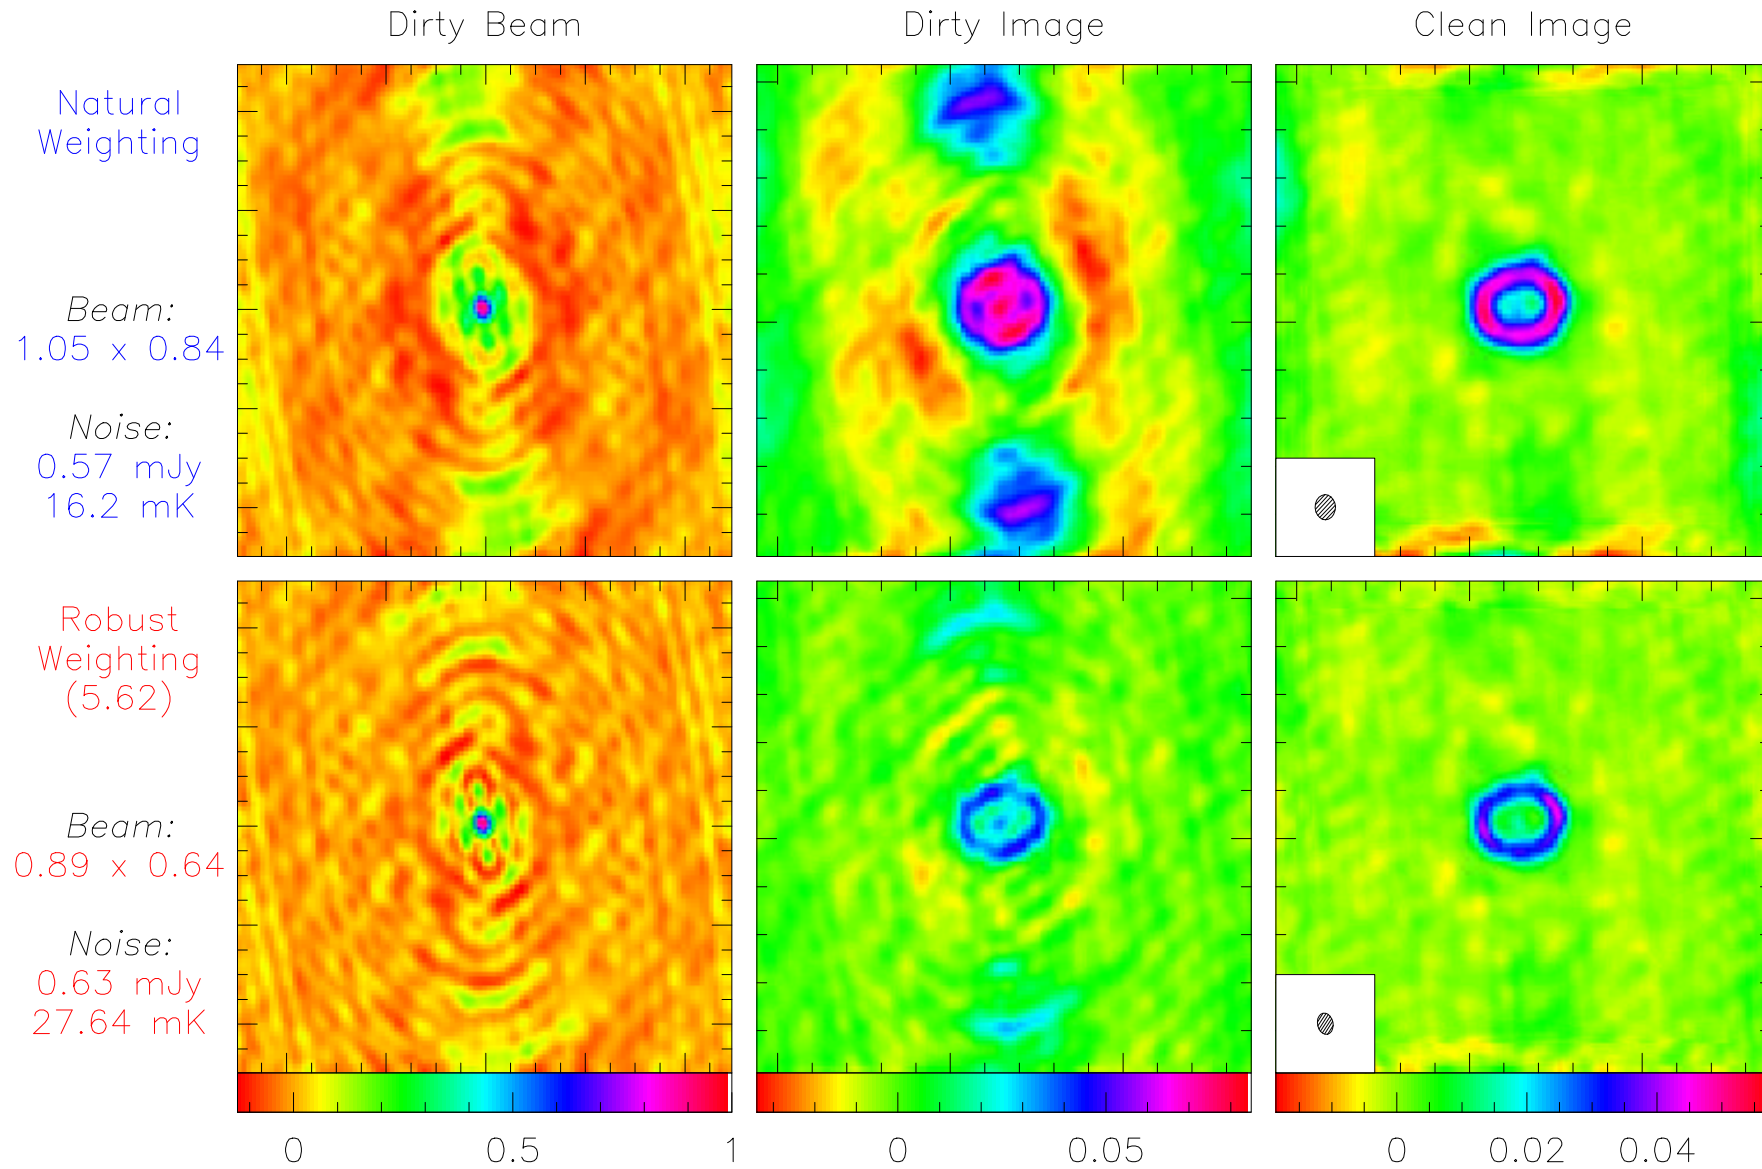 Dirty Beam
Dirty Image
Clean Image
Natural
Weighting
Beam:
1.05 x 0.84
Noise:
0.57 mJy
16.2 mK
Robust
Weighting
(5.62)
Beam:
0.89 x 0.64
Noise:
0.63 mJy
27.64 mK
0 0.5 1
0 0.05
0 0.02 0.04